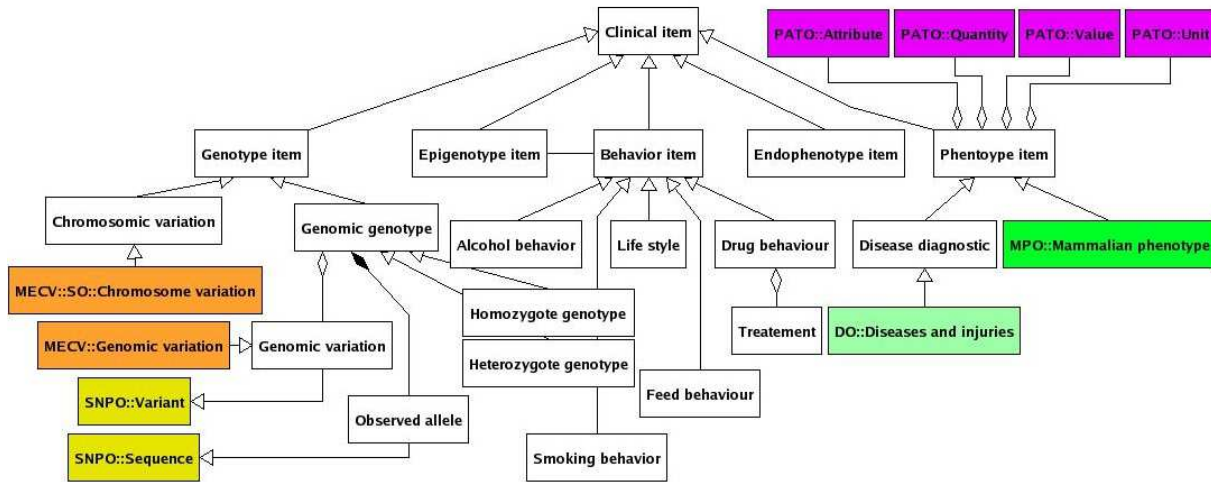 Clinical item
PATO::Attribute
PATO::Quantity
PATO::Value
PATO::Unit
Genotype item
Epigenotype item
Behavior item
Endophenotype item
Phentoype item
Chromosomic variation
Genomic genotype
Alcohol behavior
Life style
Drug behaviour
Disease diagnostic
MPO::Mammalian phenotype
MECV::SO::Chromosome variation
Homozygote genotype
MECV::Genomic variation
Genomic variation
Heterozygote genotype
Treatement
DO::Diseases and injuries
SNPO::Variant
Observed allele
Feed behaviour
SNPO::Sequence
Smoking behavior